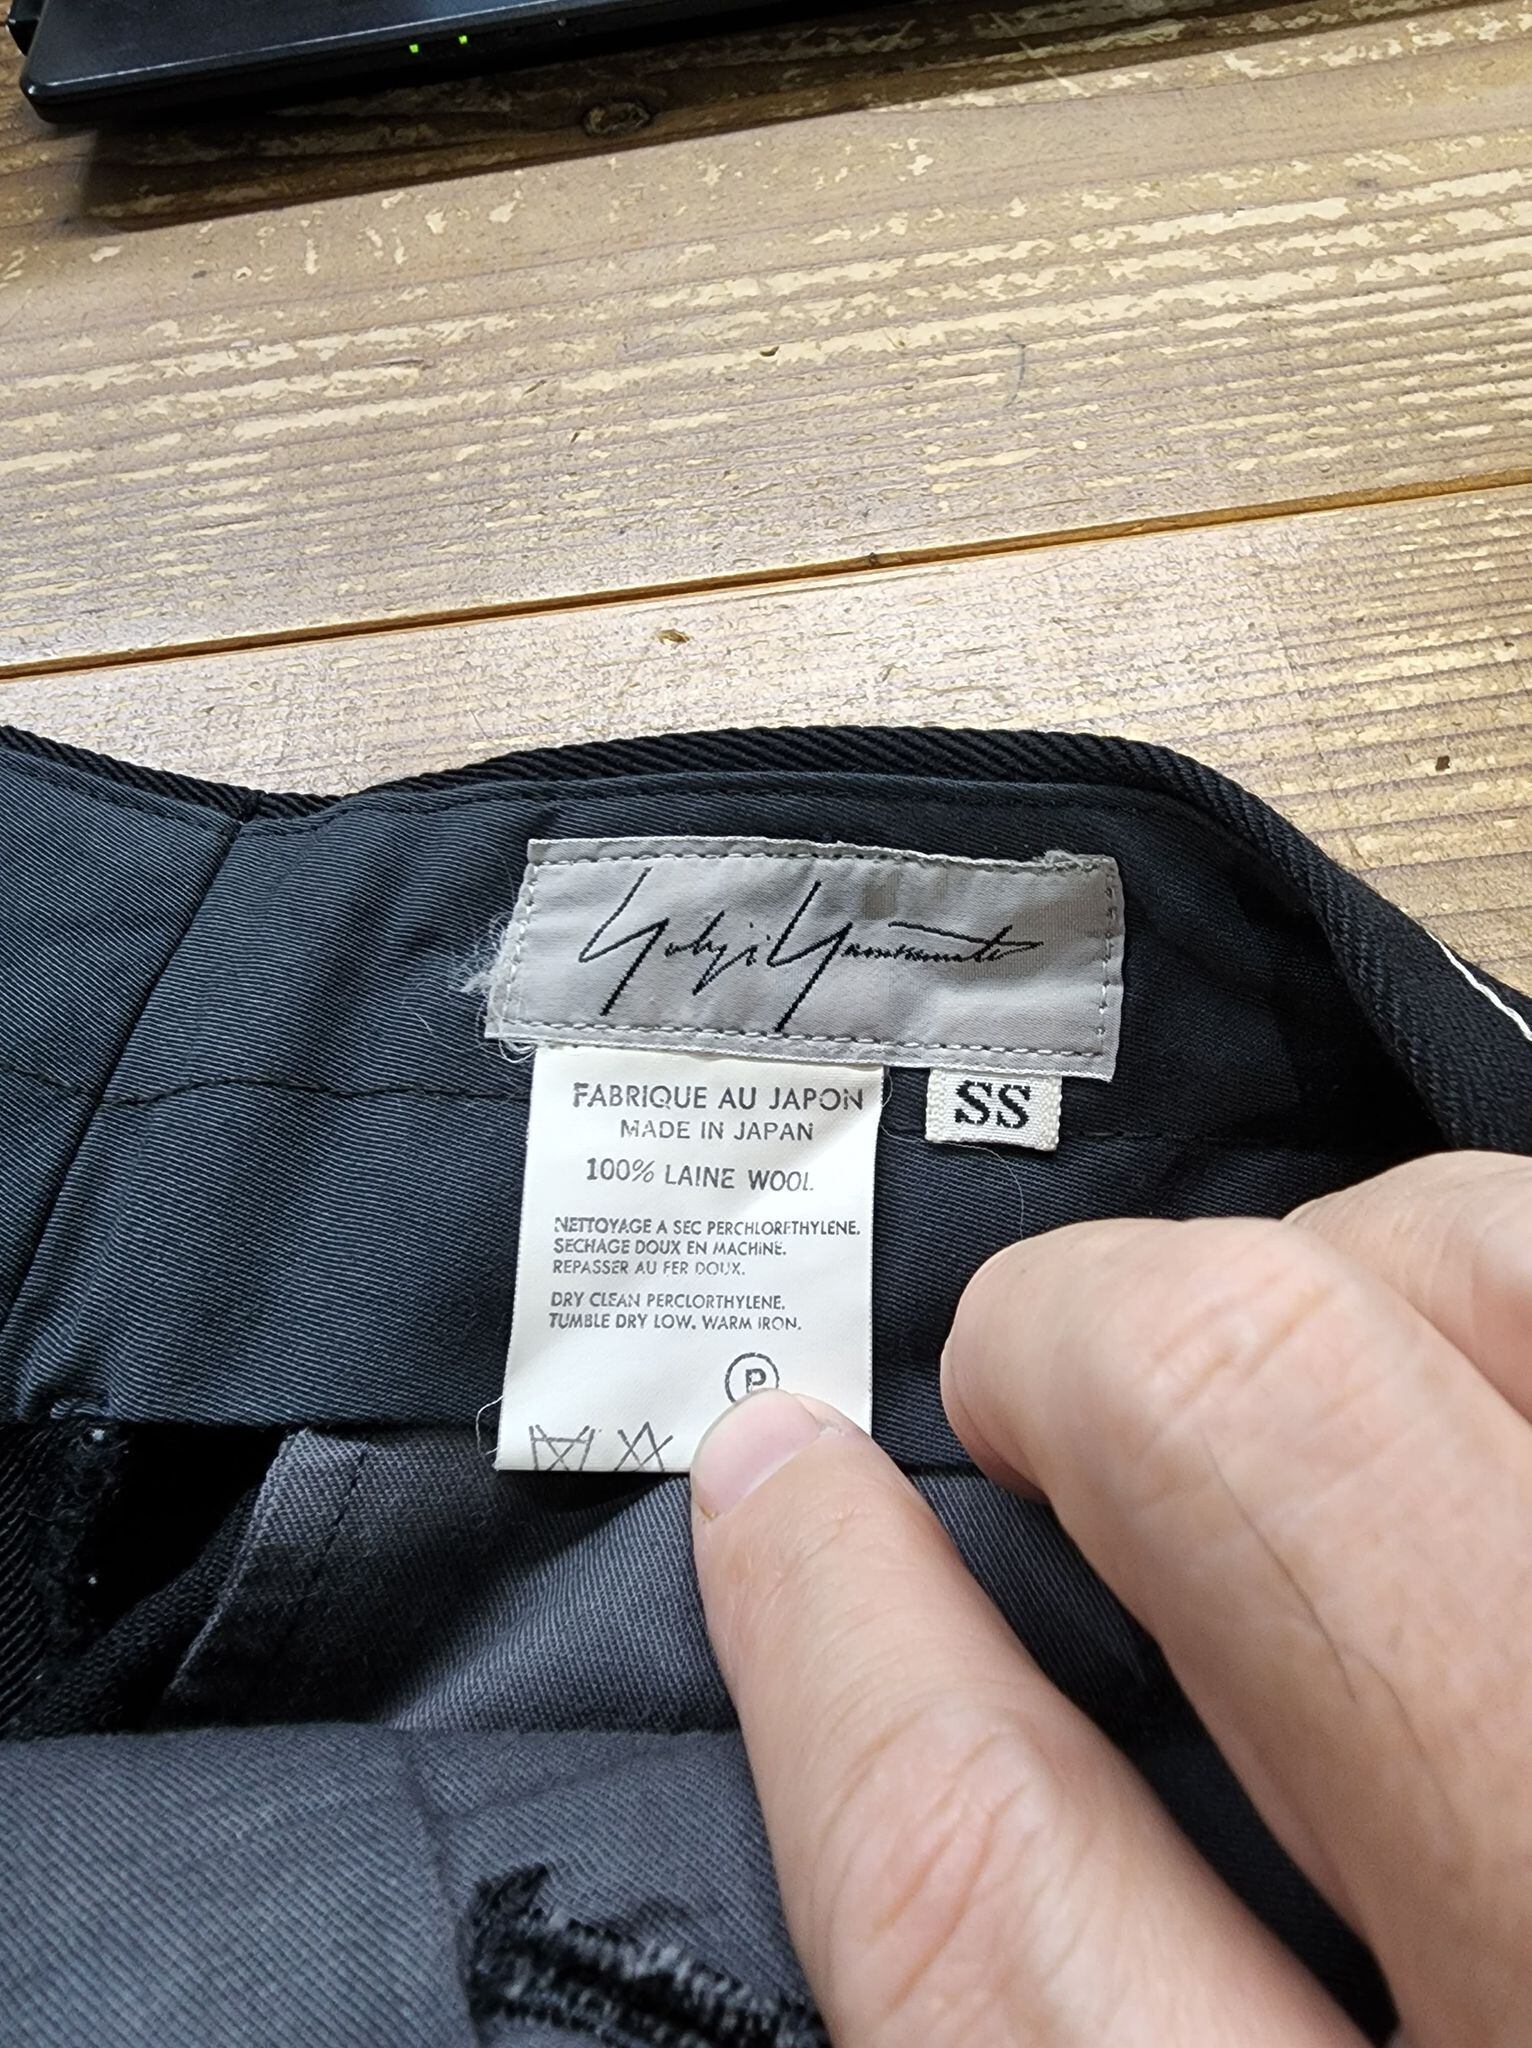 Yohji Yamamoto
FABRIQUE AU JAPON
MADE IN JAPAN
100% LAINE WOOL
SS
NETTOYAGE A SEC PERCHLORETHYLENE.
SECHAGE DOUX EN MACHINE.
REPASSER AU FER DOUX.
DRY CLEAN PERCLORTHYLENE.
TUMBLE DRY LOW. WARM IRON.
P